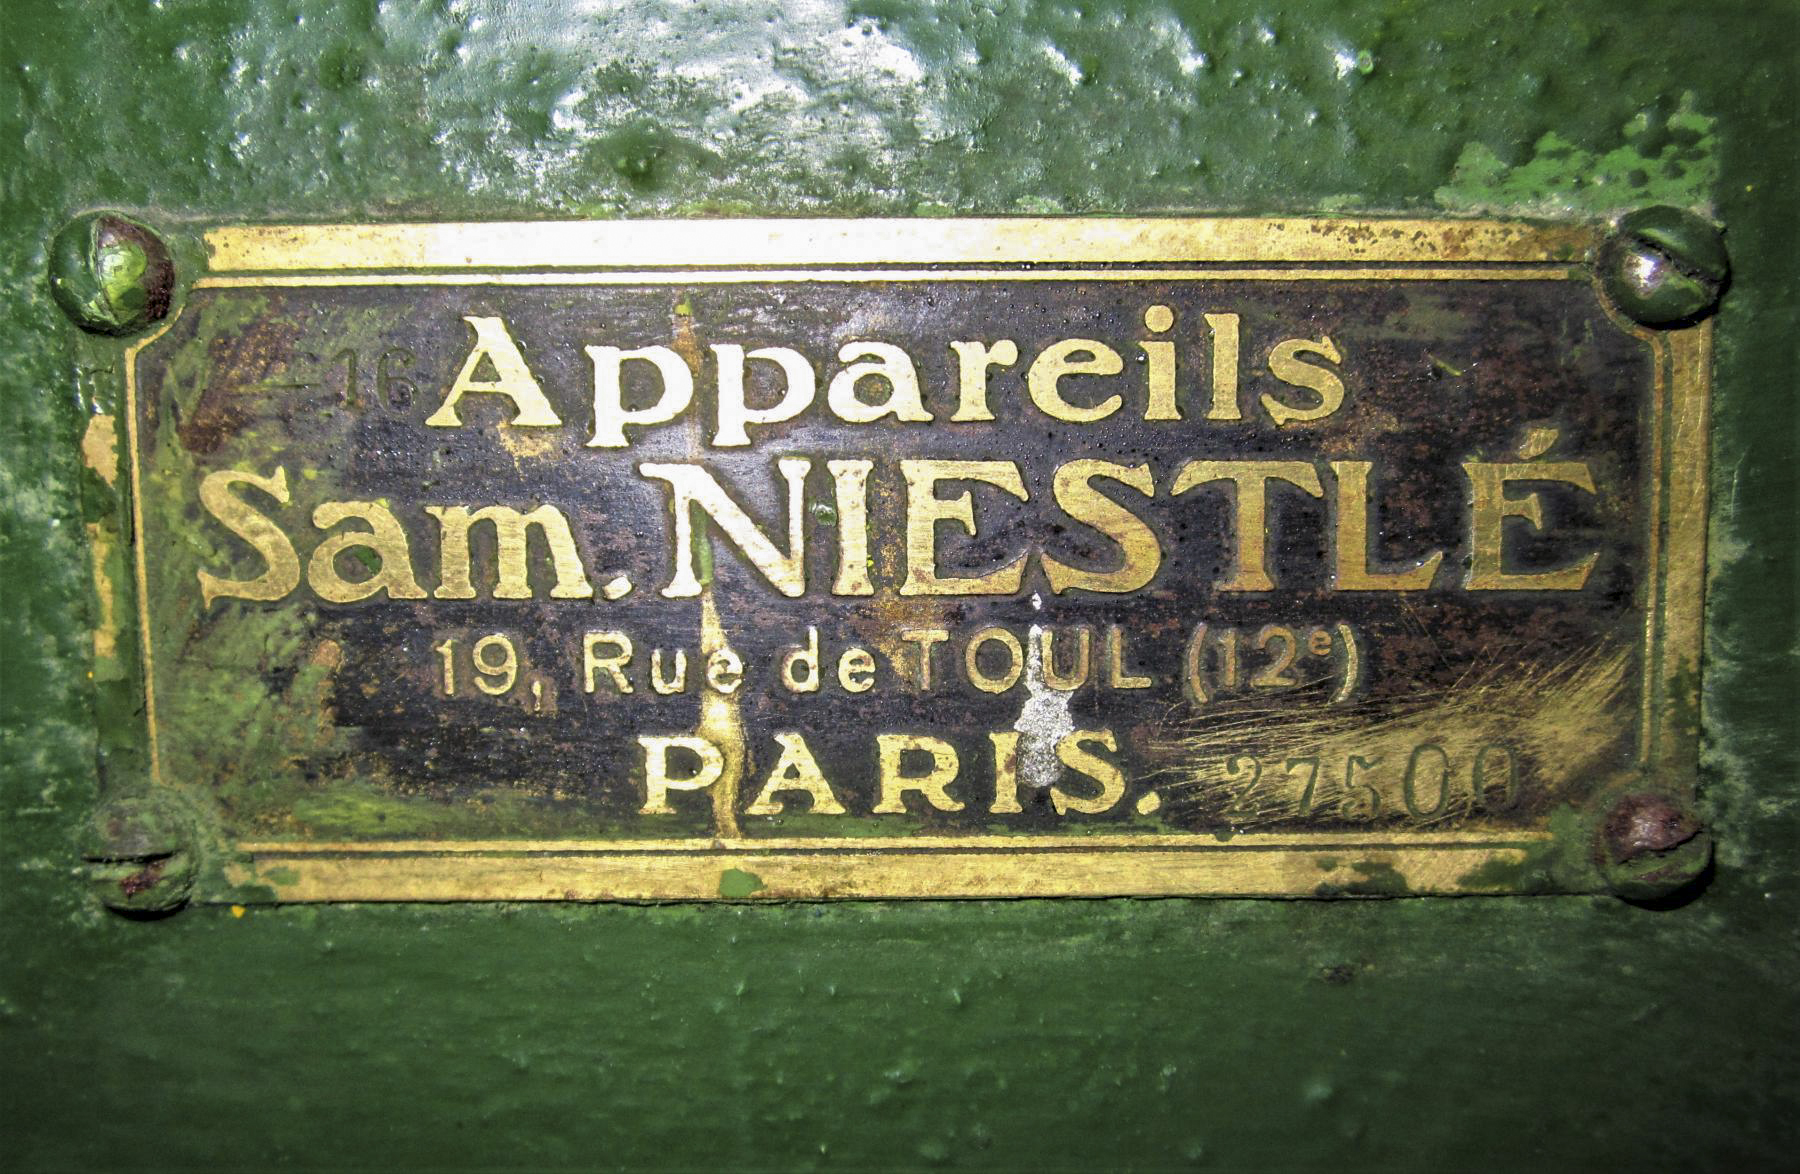 16
Appareils
Sam. NIESTLÉ
19, Rue de TOUL (12e)
PARIS.
27500